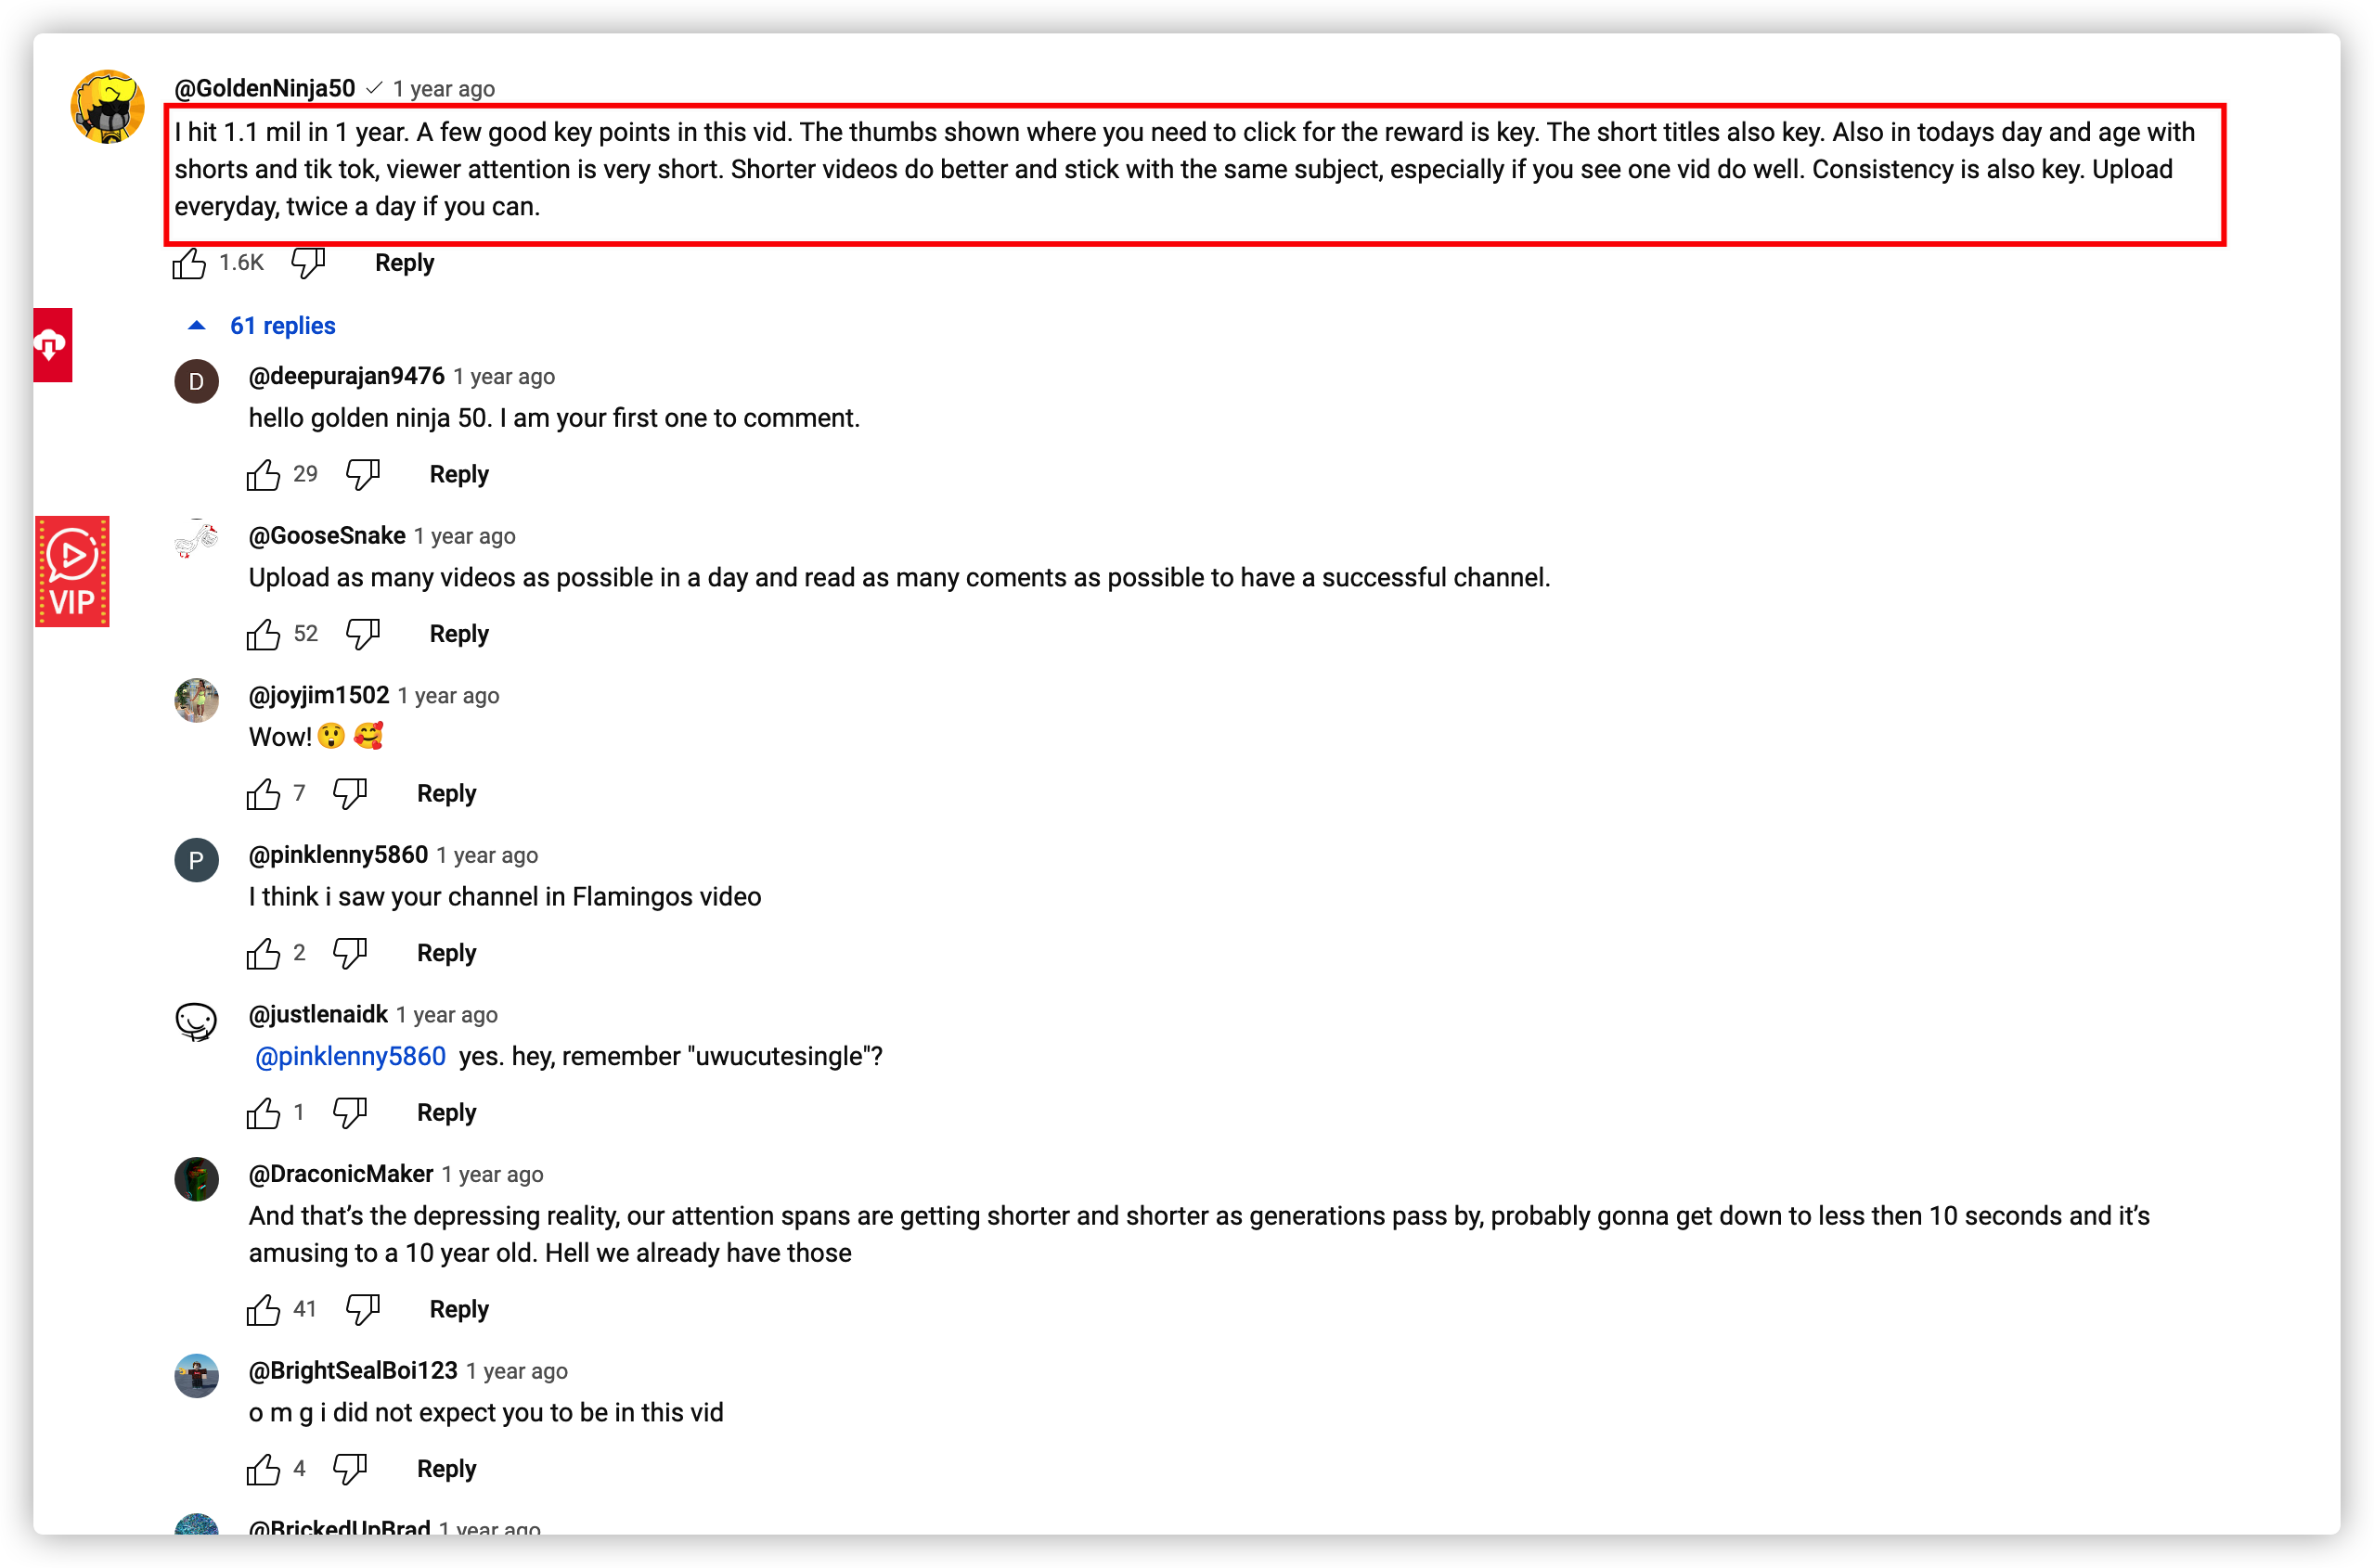 @GoldenNinja50 1 year ago
I hit 1.1 mil in 1 year. A few good key points in this vid. The thumbs shown where you need to click for the reward is key. The short titles also key. Also in todays day and age with
shorts and tik tok, viewer attention is very short. Shorter videos do better and stick with the same subject, especially if you see one vid do well. Consistency is also key. Upload
everyday, twice a day if you can.
1.6K Reply
61 replies
D
@deepurajan9476 1 year ago
hello golden ninja 50. I am your first one to comment.
29 Reply
@GooseSnake 1 year ago
VIP
Upload as many videos as possible in a day and read as many coments as possible to have a successful channel.
52 Reply
@joyjim1502 1 year ago
Wow!😲🥰
7 Reply
P
@pinklenny5860 1 year ago
I think i saw your channel in Flamingos video
2 Reply
@justlenaidk 1 year ago
@pinklenny5860 yes. hey, remember "uwucutesingle"?
1 Reply
@DraconicMaker 1 year ago
And that’s the depressing reality, our attention spans are getting shorter and shorter as generations pass by, probably gonna get down to less then 10 seconds and it’s
amusing to a 10 year old. Hell we already have those
41 Reply
@BrightSealBoi123 1 year ago
o m g i did not expect you to be in this vid
4 Reply
@BrickedUpBrad 1 year ago